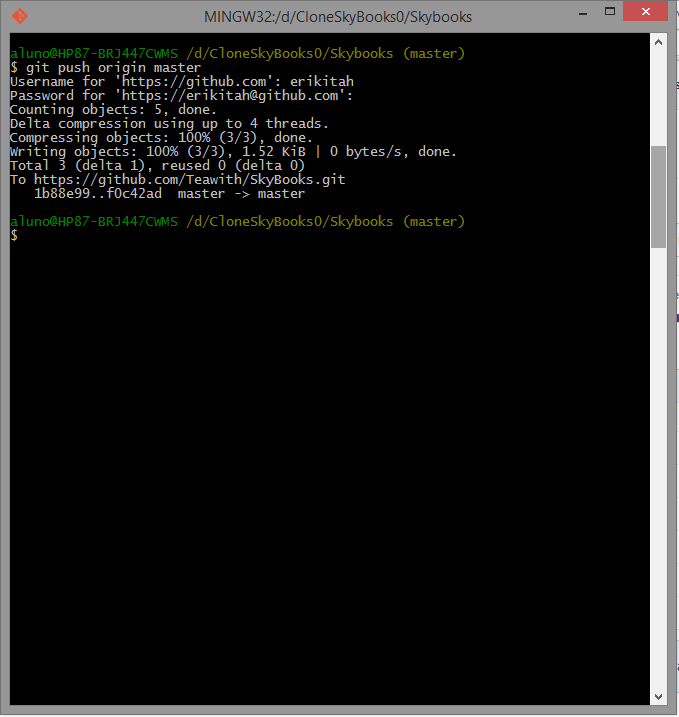 MINGW32:/d/CloneSkyBooks0/Skybooks
aluno@HP87-BRJ447CWMS /d/CloneSkyBooks0/Skybooks (master)
$ git push origin master
Username for 'https://github.com': erikitah
Password for 'https://erikitah@github.com':
Counting objects: 5, done.
Delta compression using up to 4 threads.
Compressing objects: 100% (3/3), done.
Writing objects: 100% (3/3), 1.52 KiB | 0 bytes/s, done.
Total 3 (delta 1), reused 0 (delta 0)
To https://github.com/Teawith/SkyBooks.git
   1b88e99..f0c42ad  master -> master
aluno@HP87-BRJ447CWMS /d/CloneSkyBooks0/Skybooks (master)
$